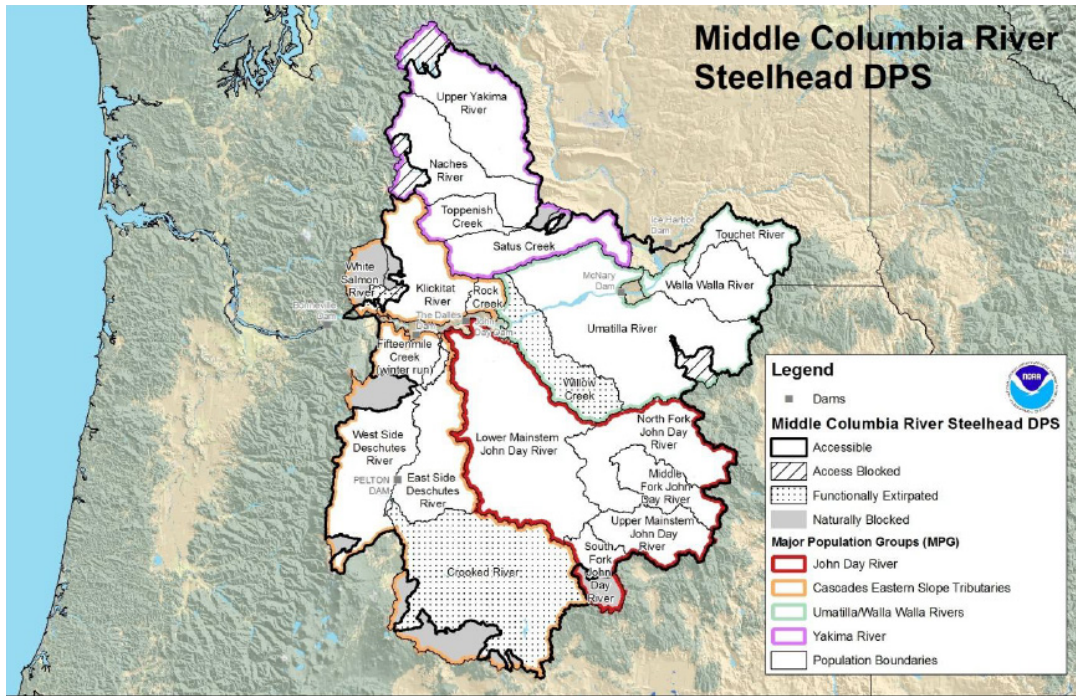 Middle Columbia River
Steelhead DPS
Upper Yakima
River
Naches
River
Toppenish
Creek
Satus Creek
Ice Harbor
Dam
Touchet River
Walla Walla River
McNary
Dam
White
Salmon
River
Klickitat
River
Rock
Creek
Dam
The Dalles
Dam
John
Day Dam
Umatilla River
Fifteenmile
Creek
(winter run)
Willow
Creek
West Side
Deschutes
River
PELTON
DAM
East Side
Deschutes
River
Lower Mainstem
John Day River
North Fork
John Day
River
Middle
Fork John
Day River
Upper Mainstem
John Day
River
South
Fork
John
Day
River
Crooked River
Legend
NOAA
Dams
Middle Columbia River Steelhead DPS
Accessible
Access Blocked
Functionally Extirpated
Naturally Blocked
Major Population Groups (MPG)
John Day River
Cascades Eastern Slope Tributaries
Umatilla/Walla Walla Rivers
Yakima River
Population Boundaries